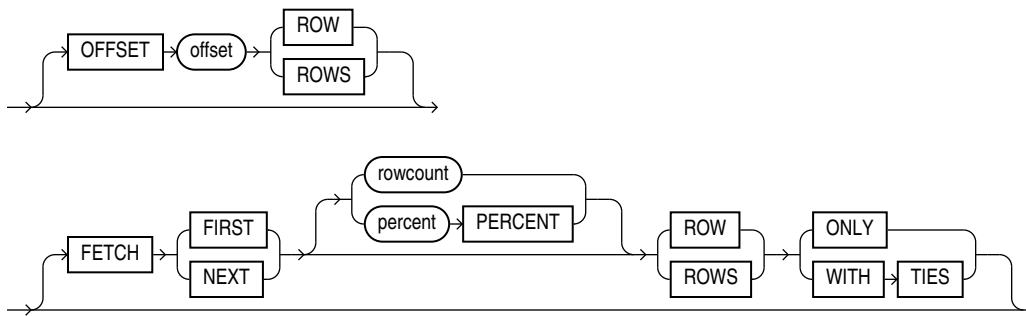 ROW
OFFSET offset
ROWS
rowcount
percent PERCENT
FIRST ROW ONLY
FETCH
NEXT ROWS WITH TIES